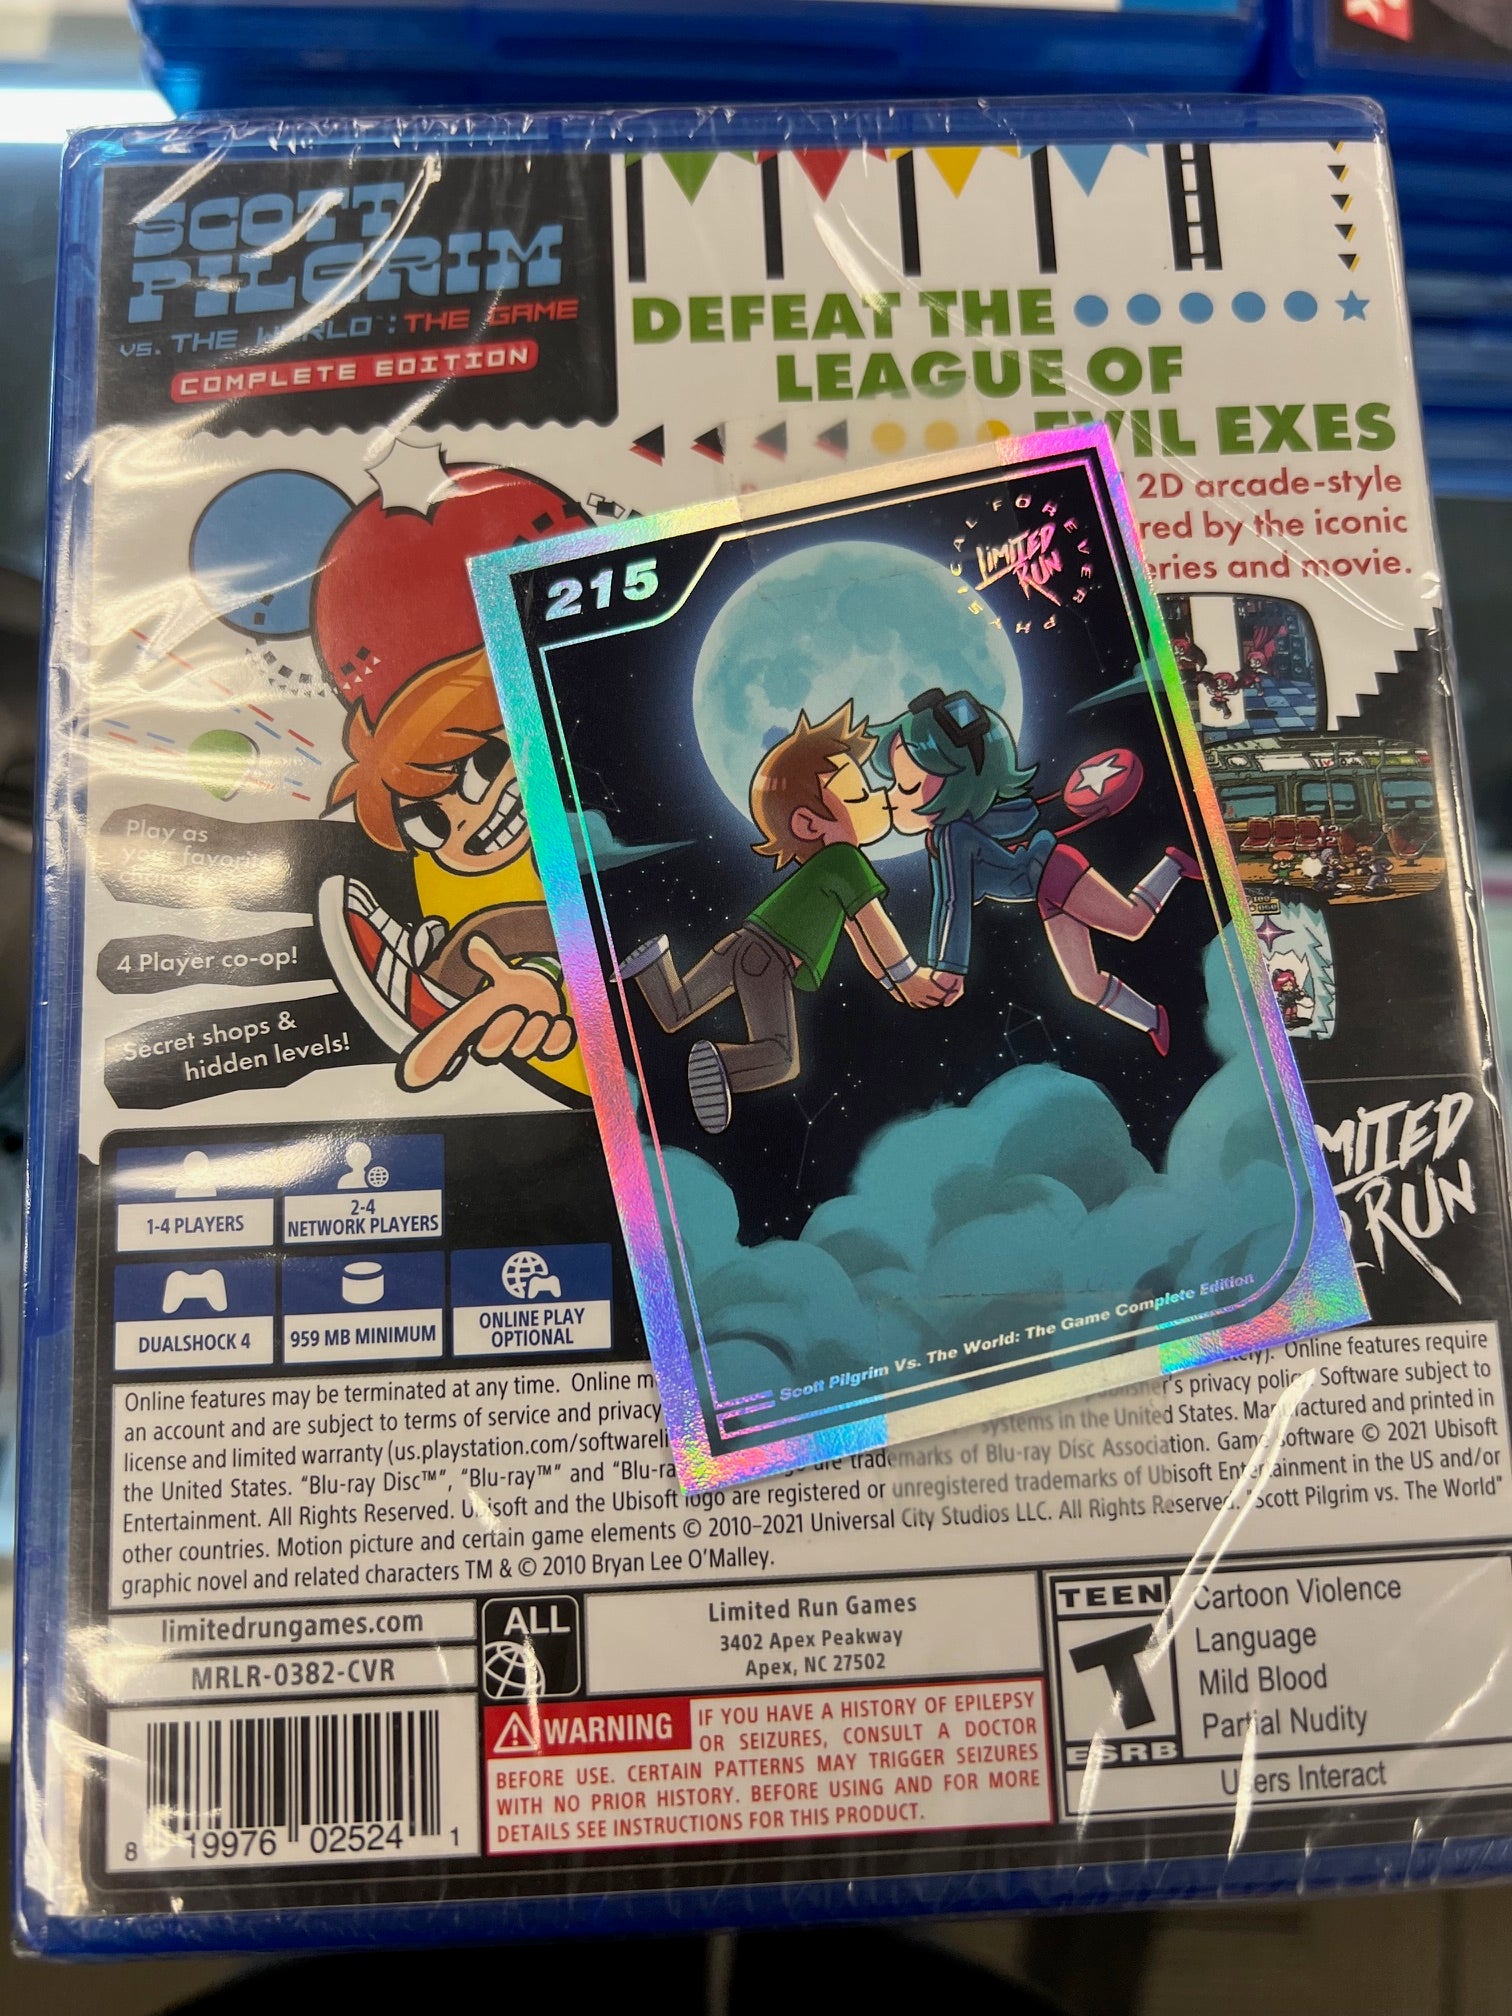 SCOTT
PILGRIM
VS. THE WORLD: THE GAME
COMPLETE EDITION
DEFEAT THE
LEAGUE OF
EVIL EXES
2D arcade-style
red by the iconic
eries and movie.
215
PHYSICAL FOREVER
LIMITED
RUN
Play as
your favorite
4 Player co-op!
Secret shops &
hidden levels!
MITED
RUN
1-4 PLAYERS
2-4
NETWORK PLAYERS
DUALSHOCK 4
959 MB MINIMUM
ONLINE PLAY
OPTIONAL
Scott Pilgrim Vs. The World: The Game Complete Edition
Online features may be terminated at any time. Online Online features require
an account and are subject to terms of service and privacy 's privacy policy. Software subject to
license and limited warranty (us.playstation.com/softwareli systems in the United States. Manufactured and printed in
the United States. "Blu-ray Disc™", "Blu-ray™" and "Blu-ra are trademarks of Blu-ray Disc Association. Game software © 2021 Ubisoft
Entertainment. All Rights Reserved. Ubisoft and the Ubisoft logo are registered or unregistered trademarks of Ubisoft Entertainment in the US and/or
other countries. Motion picture and certain game elements © 2010-2021 Universal City Studios LLC. All Rights Reserved. "Scott Pilgrim vs. The World"
graphic novel and related characters TM & © 2010 Bryan Lee O'Malley.
limitedrungames.com
MRLR-0382-CVR
ALL
Limited Run Games
3402 Apex Peakway
Apex, NC 27502
WARNING IF YOU HAVE A HISTORY OF EPILEPSY
OR SEIZURES, CONSULT A DOCTOR
BEFORE USE. CERTAIN PATTERNS MAY TRIGGER SEIZURES
WITH NO PRIOR HISTORY. BEFORE USING AND FOR MORE
DETAILS SEE INSTRUCTIONS FOR THIS PRODUCT.
TEEN
T
ESRB
Cartoon Violence
Language
Mild Blood
Partial Nudity
Users Interact
8 19976 02524 1